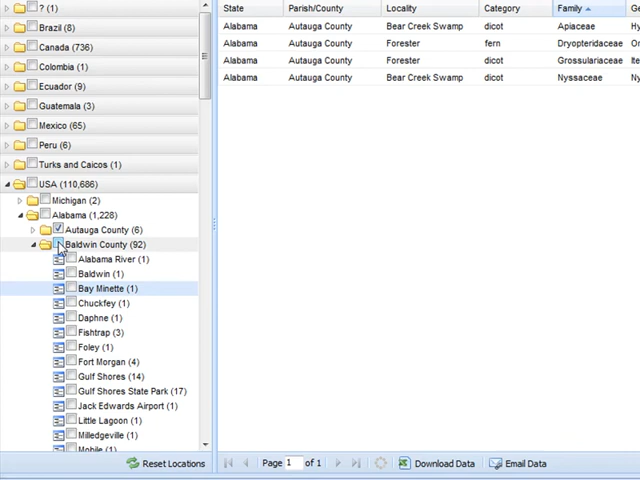 ? (1)
Brazil (8)
Canada (736)
Colombia (1)
Ecuador (9)
Guatemala (3)
Mexico (65)
Peru (6)
Turks and Caicos (1)
USA (110,686)
Michigan (2)
Alabama (1,228)
Autauga County (6)
Baldwin County (92)
Alabama River (1)
Baldwin (1)
Bay Minette (1)
Chuckfey (1)
Daphne (1)
Fishtrap (3)
Foley (1)
Fort Morgan (4)
Gulf Shores (14)
Gulf Shores State Park (17)
Jack Edwards Airport (1)
Little Lagoon (1)
Milledgeville (1)
Mobile (1)
Reset Locations
State Parish/County Locality Category Family Ge
Alabama Autauga County Bear Creek Swamp dicot Apiaceae Hy
Alabama Autauga County Forester fern Dryopteridaceae On
Alabama Autauga County Forester dicot Grossulariaceae Ite
Alabama Autauga County Bear Creek Swamp dicot Nyssaceae Ny
Page 1 of 1 Download Data Email Data